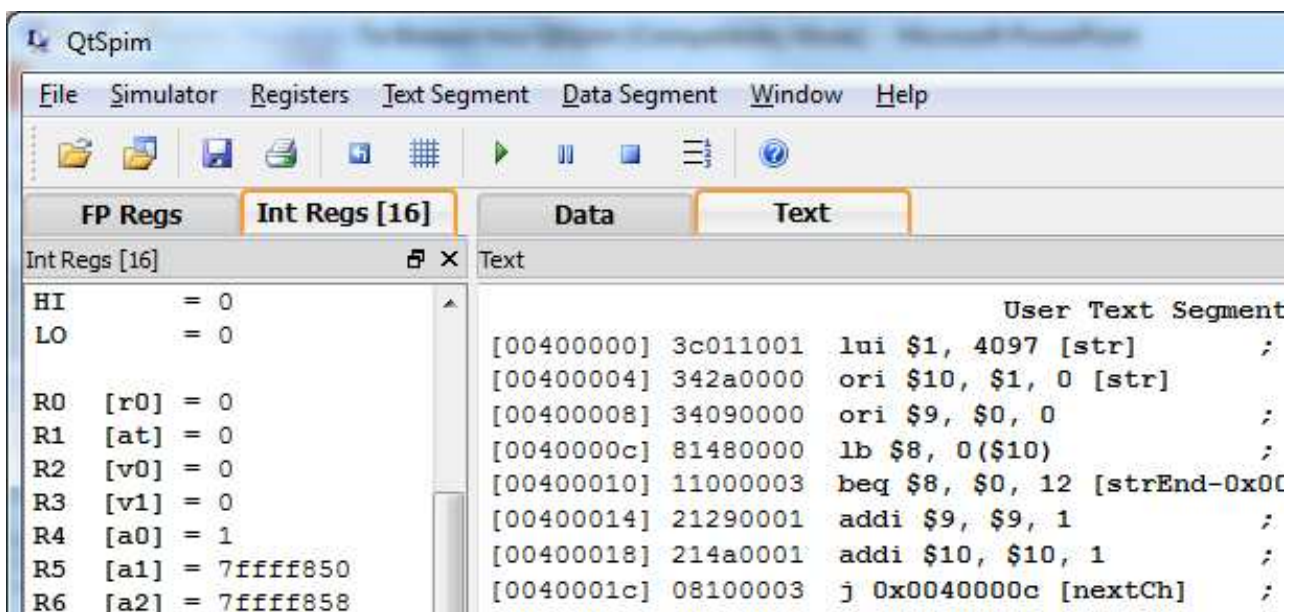 QtSpim
File Simulator Registers Text Segment Data Segment Window Help
FP Regs Int Regs [16] Data Text
Int Regs [16] Text
HI = 0
LO = 0
R0 [r0] = 0
R1 [at] = 0
R2 [v0] = 0
R3 [v1] = 0
R4 [a0] = 1
R5 [a1] = 7ffff850
R6 [a2] = 7ffff858
User Text Segment
[00400000] 3c011001 lui $1, 4097 [str] ;
[00400004] 342a0000 ori $10, $1, 0 [str]
[00400008] 34090000 ori $9, $0, 0 ;
[0040000c] 81480000 lb $8, 0($10) ;
[00400010] 11000003 beq $8, $0, 12 [strEnd-0x00
[00400014] 21290001 addi $9, $9, 1 ;
[00400018] 214a0001 addi $10, $10, 1 ;
[0040001c] 08100003 j 0x0040000c [nextCh] ;